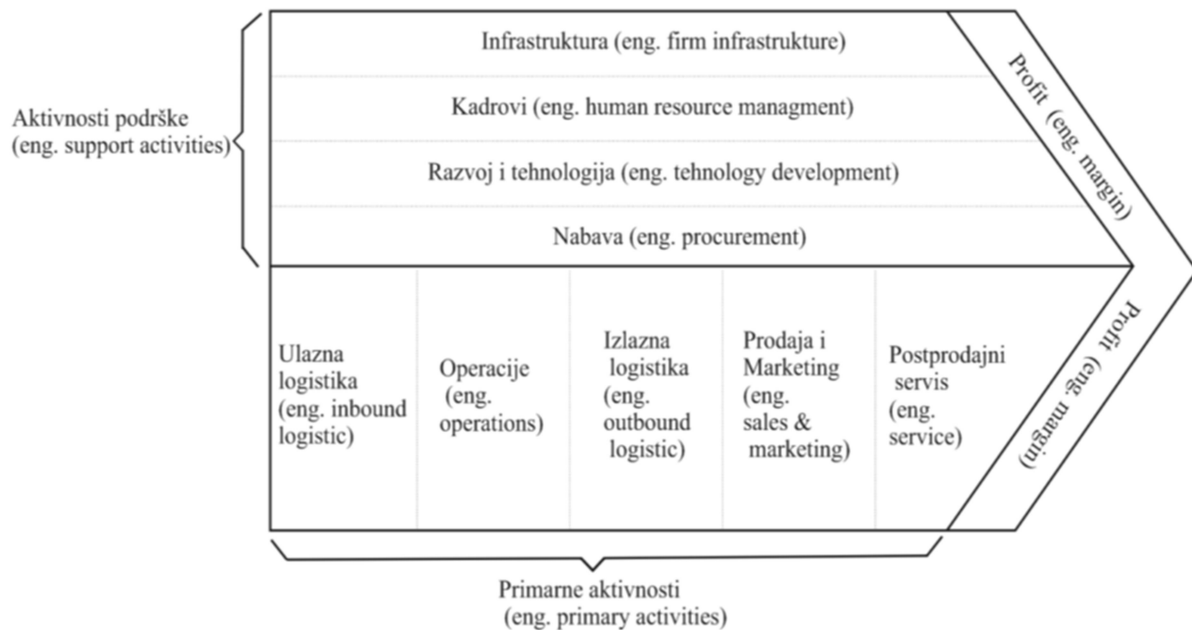 Infrastruktura (eng. firm infrastrukture)
Kadrovi (eng. human resource managment)
Razvoj i tehnologija (eng. tehnology development)
Nabava (eng. procurement)
Aktivnosti podrške
(eng. support activities)
Profit (eng. margin)
Profit (eng. margin)
Ulazna
logistika
(eng. inbound
logistic)
Operacije
(eng.
operations)
Izlazna
logistika
(eng.
outbound
logistic)
Prodaja i
Marketing
(eng.
sales &
marketing)
Postprodajni
servis
(eng.
service)
Primarne aktivnosti
(eng. primary activities)